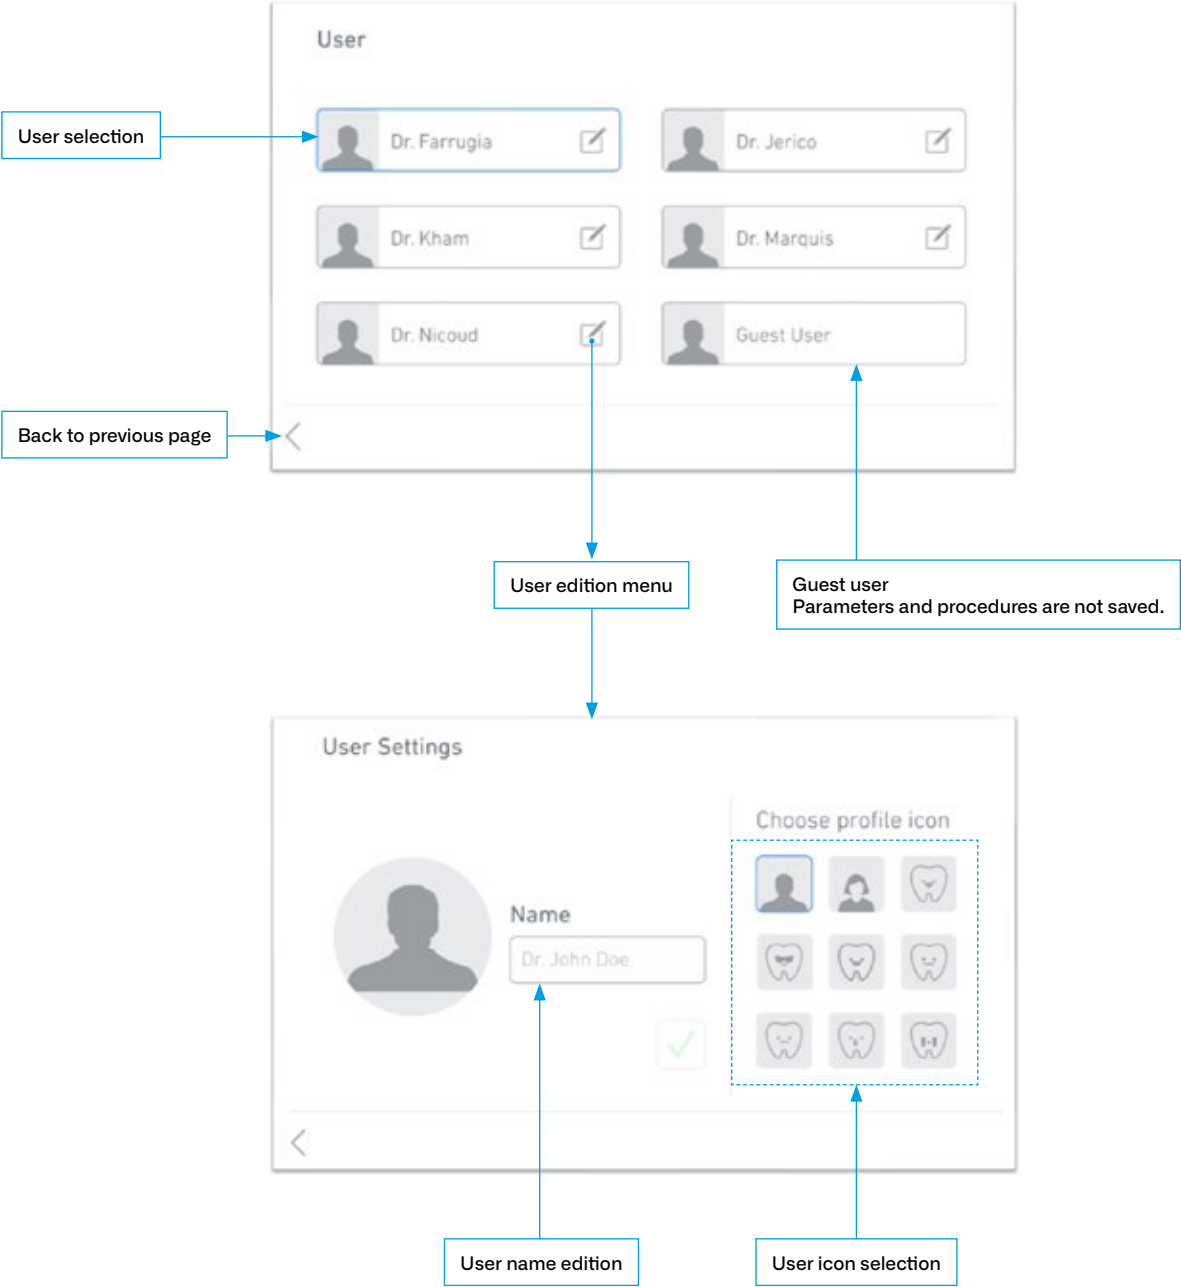 User
User selection
Dr. Farrugia
Dr. Jerico
Dr. Kham
Dr. Marquis
Dr. Nicoud
Guest User
Back to previous page
User edition menu
Guest user
Parameters and procedures are not saved.
User Settings
Choose profile icon
Name
Dr. John Doe
User name edition
User icon selection